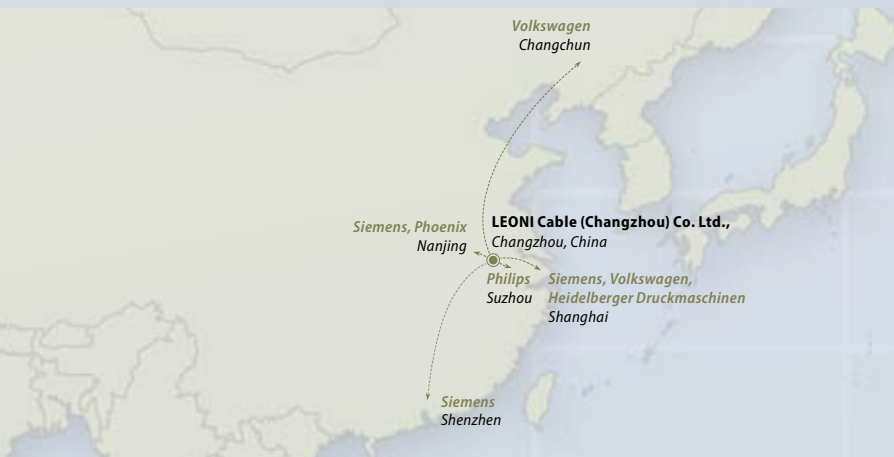 Volkswagen
Changchun
Siemens, Phoenix
Nanjing
LEONI Cable (Changzhou) Co. Ltd.,
Changzhou, China
Philips
Suzhou
Siemens, Volkswagen,
Heidelberger Druckmaschinen
Shanghai
Siemens
Shenzhen